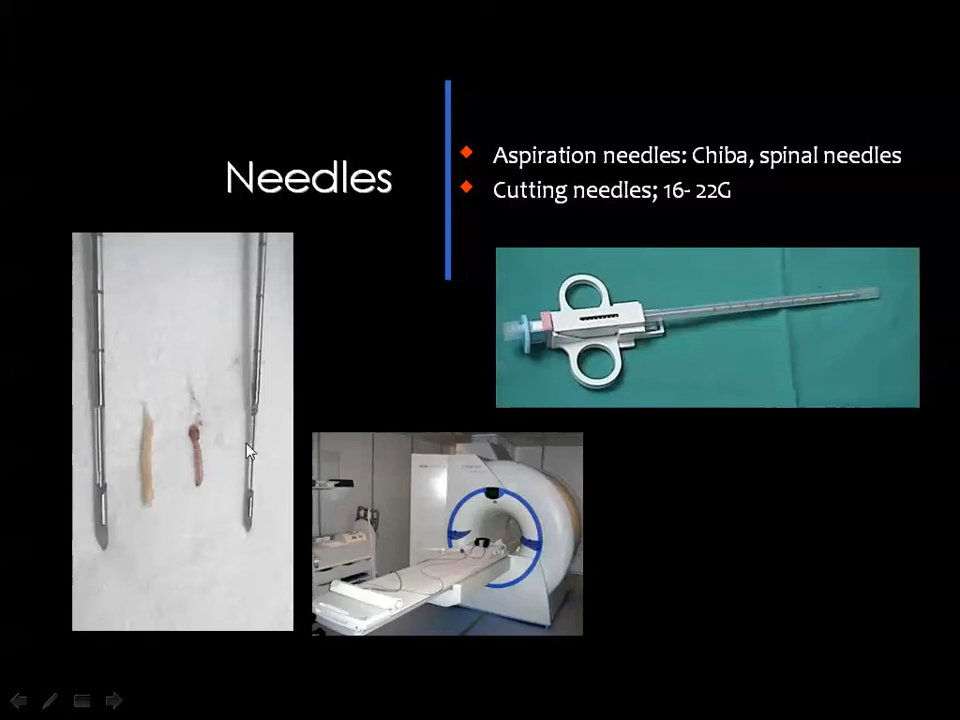 Needles
Aspiration needles: Chiba, spinal needles
Cutting needles; 16- 22G